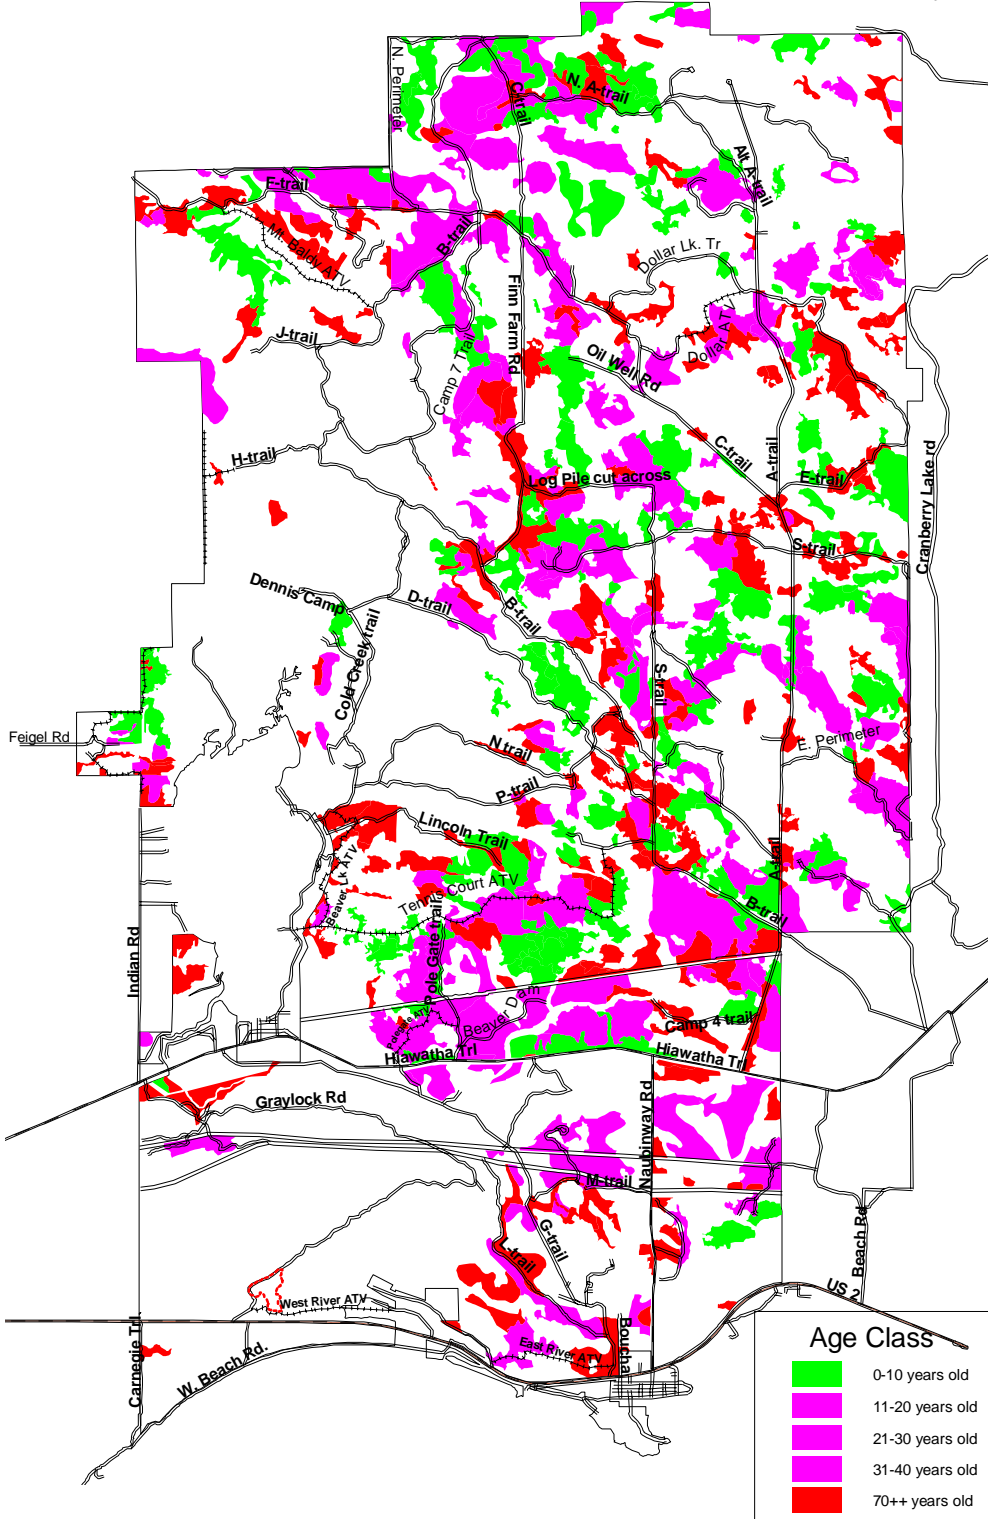 N. Perimeter
C-trail
N. A-trail
Alt A-trail
E-trail
Mt. Baldy ATV
B-trail
Dollar Lk. Tr
Finn Farm Rd
Dollar ATV
J-trail
Camp 7 Trail
Oil Well Rd
C-trail
A-trail
H-trail
Log Pile cut across
E-trail
Cranberry Lake rd
S-trail
Dennis Camp
D-trail
B-trail
Cold Creek trail
S-trail
Feigel Rd
N trail
E. Perimeter
P-trail
Lincoln Trail
Beaver Lk ATV
Tennis Court ATV
A-trail
Pole Gate trail
B-trail
Indian Rd
Beaver Dam
Polegate ATV
Camp 4 trail
Hiawatha Trl
Hiawatha Trl
Graylock Rd
Naubinway Rd
M-trail
G-trail
L-trail
Beach Rd
US 2
West River ATV
East River ATV
Boucha
Carnegie Trl.
W. Beach Rd.
Age Class
0-10 years old
11-20 years old
21-30 years old
31-40 years old
70++ years old